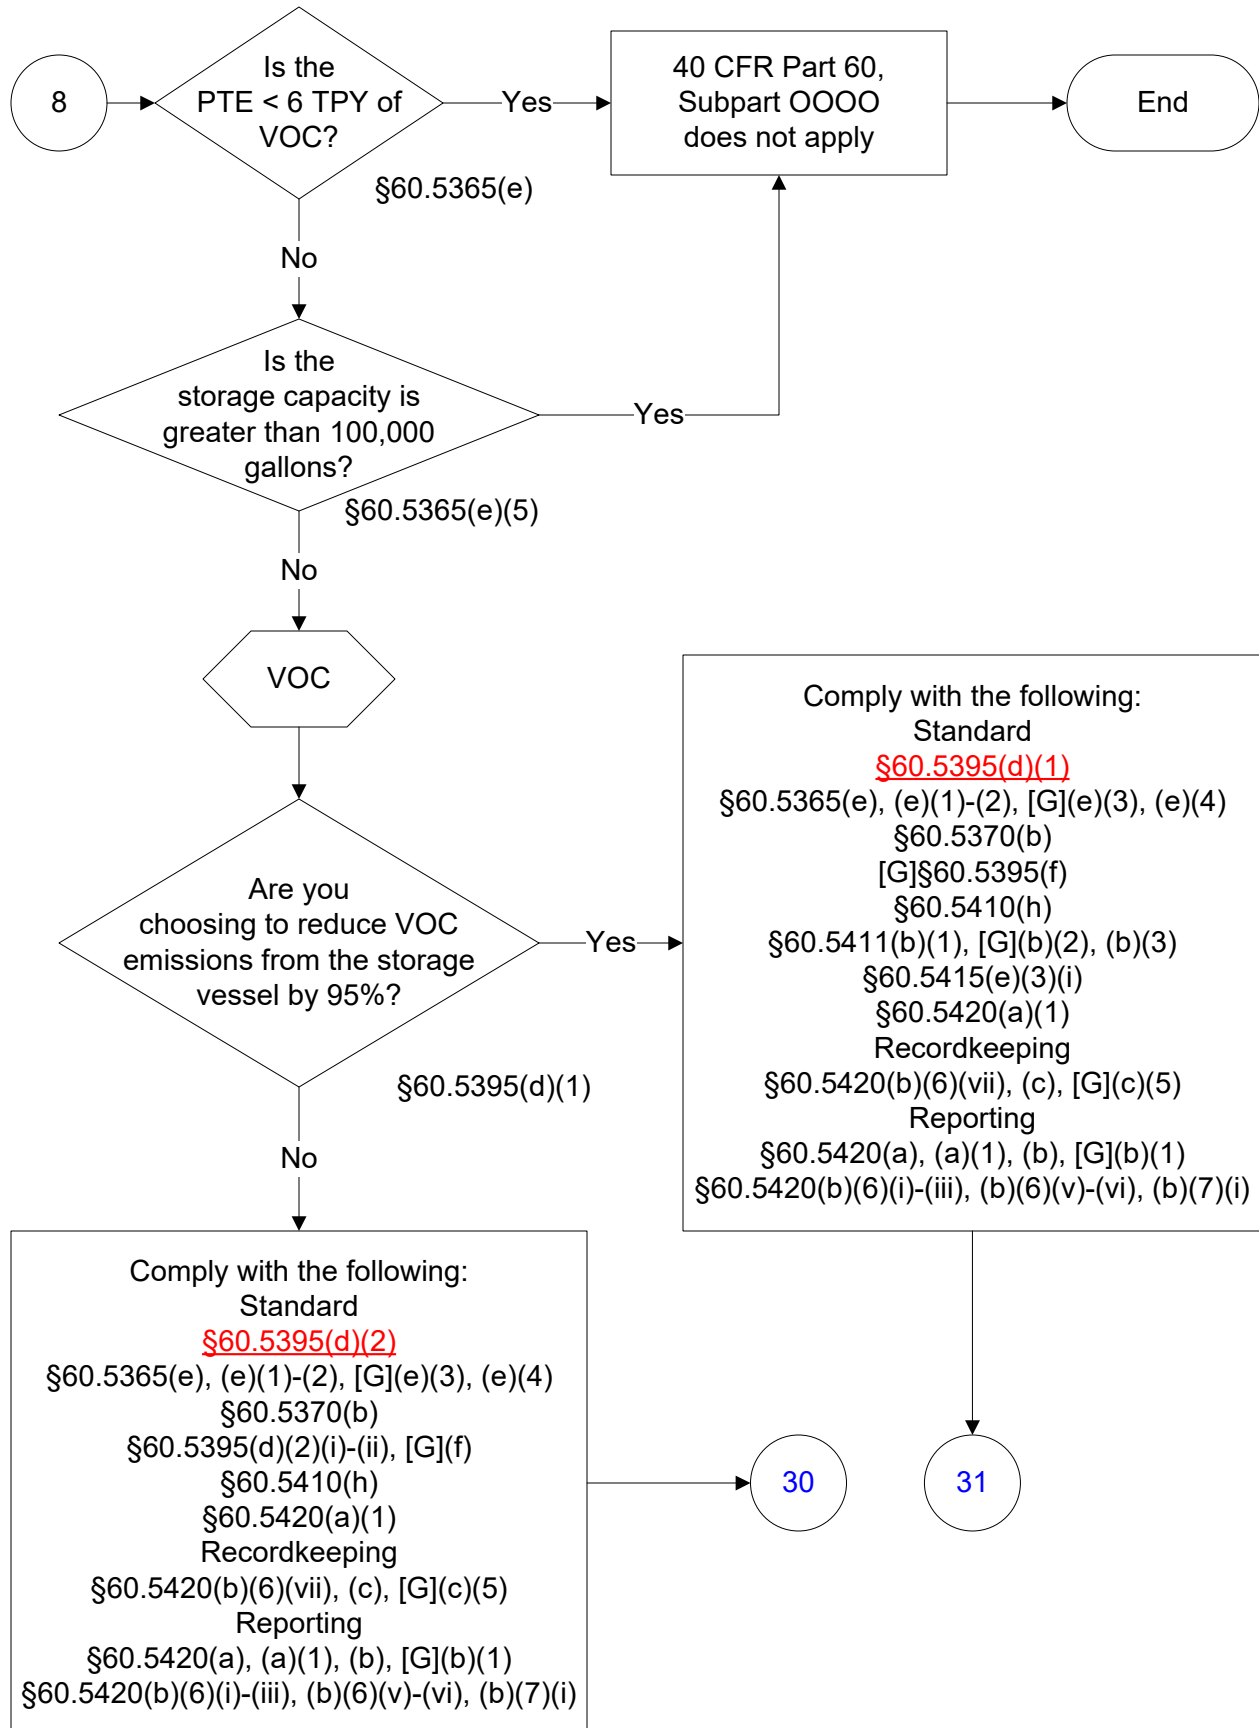 8
Is the
PTE < 6 TPY of
VOC?
Yes
40 CFR Part 60,
Subpart OOOO
does not apply
End
§60.5365(e)
No
Is the
storage capacity is
greater than 100,000
gallons?
Yes
§60.5365(e)(5)
No
VOC
Are you
choosing to reduce VOC
emissions from the storage
vessel by 95%?
Yes
§60.5395(d)(1)
No
Comply with the following:
Standard
§60.5395(d)(1)
§60.5365(e), (e)(1)-(2), [G](e)(3), (e)(4)
§60.5370(b)
[G]§60.5395(f)
§60.5410(h)
§60.5411(b)(1), [G](b)(2), (b)(3)
§60.5415(e)(3)(i)
§60.5420(a)(1)
Recordkeeping
§60.5420(b)(6)(vii), (c), [G](c)(5)
Reporting
§60.5420(a), (a)(1), (b), [G](b)(1)
§60.5420(b)(6)(i)-(iii), (b)(6)(v)-(vi), (b)(7)(i)
Comply with the following:
Standard
§60.5395(d)(2)
§60.5365(e), (e)(1)-(2), [G](e)(3), (e)(4)
§60.5370(b)
§60.5395(d)(2)(i)-(ii), [G](f)
§60.5410(h)
§60.5420(a)(1)
Recordkeeping
§60.5420(b)(6)(vii), (c), [G](c)(5)
Reporting
§60.5420(a), (a)(1), (b), [G](b)(1)
§60.5420(b)(6)(i)-(iii), (b)(6)(v)-(vi), (b)(7)(i)
30
31